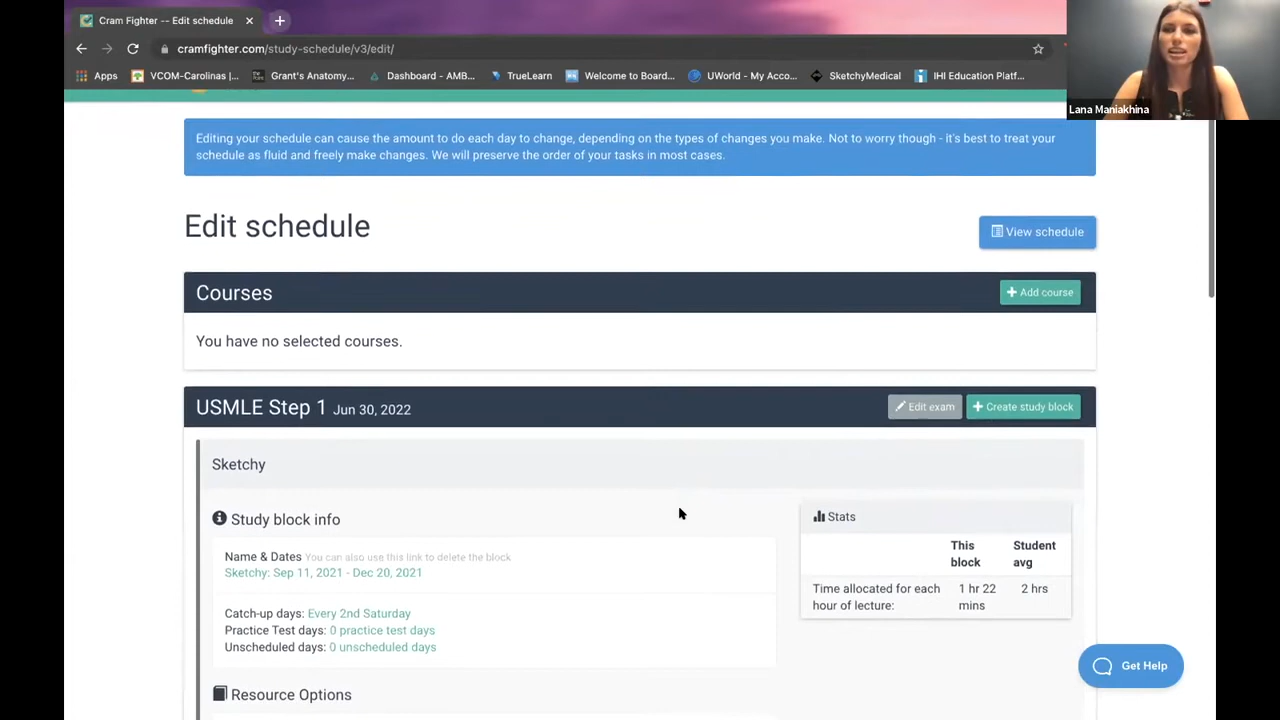 Cram Fighter -- Edit schedule
cramfighter.com/study-schedule/v3/edit/
Apps VCOM-Carolinas |... Grant's Anatomy... Dashboard - AMB... TrueLearn Welcome to Board... UWorld - My Acco... SketchyMedical IHI Education Platf...
Lana Maniakhina
Editing your schedule can cause the amount to do each day to change, depending on the types of changes you make. Not to worry though - it's best to treat your
schedule as fluid and freely make changes. We will preserve the order of your tasks in most cases.
Edit schedule
View schedule
Courses
Add course
You have no selected courses.
USMLE Step 1 Jun 30, 2022
Edit exam
Create study block
Sketchy
Study block info
Name & Dates You can also use this link to delete the block
Sketchy: Sep 11, 2021 - Dec 20, 2021
Catch-up days: Every 2nd Saturday
Practice Test days: 0 practice test days
Unscheduled days: 0 unscheduled days
Resource Options
Stats
This Student
block avg
Time allocated for each 1 hr 22 2 hrs
hour of lecture: mins
Get Help